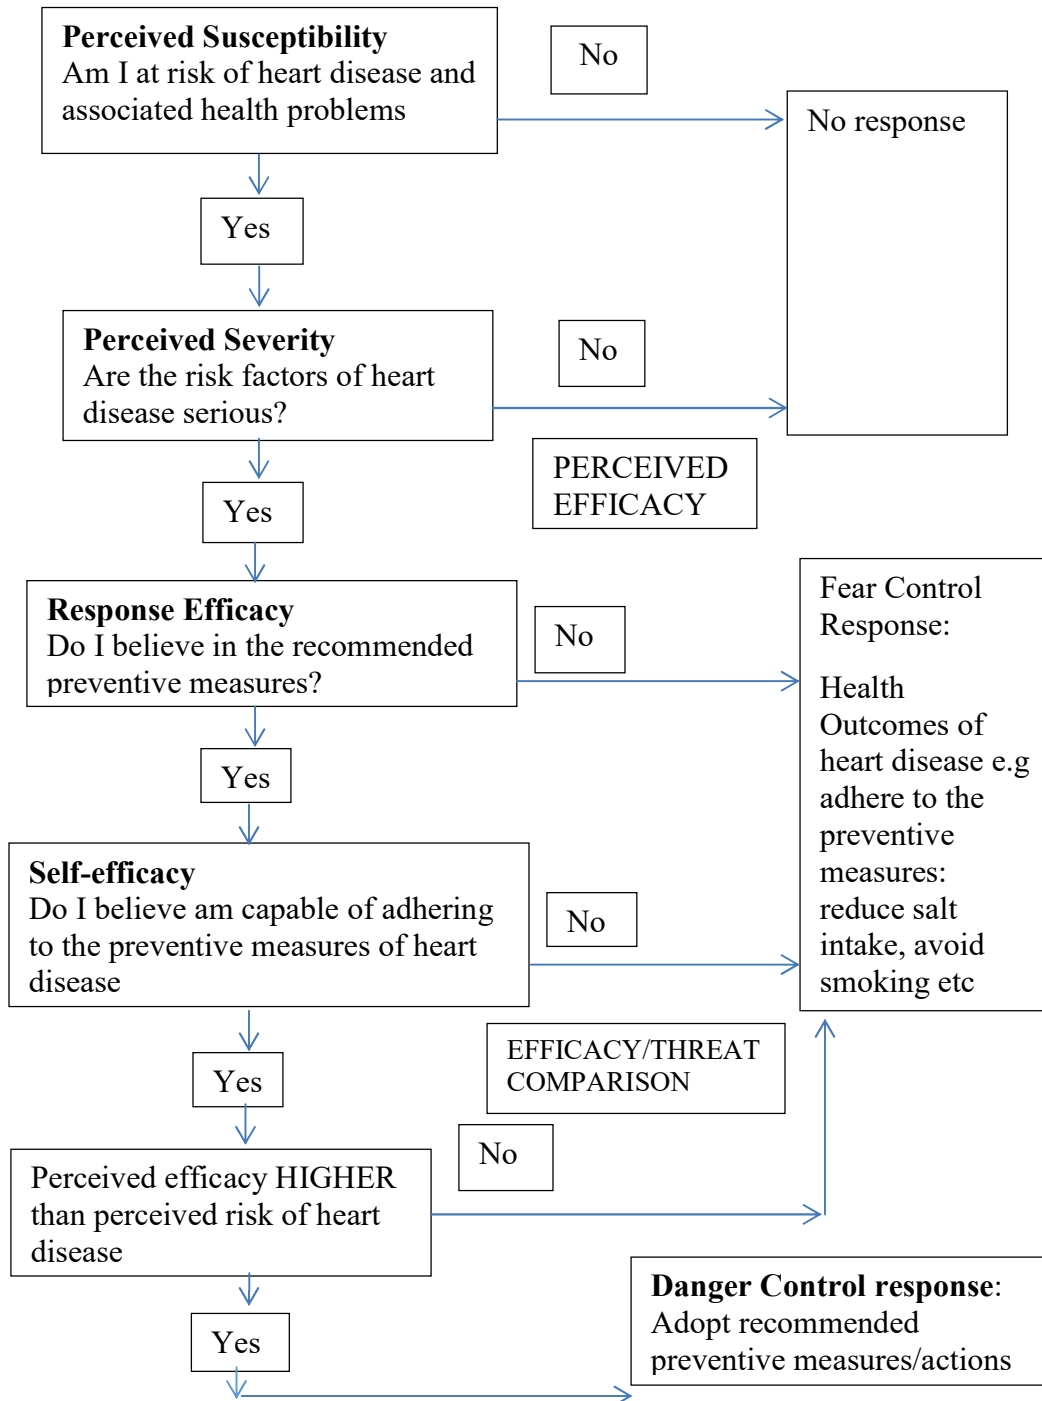 Perceived Susceptibility
Am I at risk of heart disease and
associated health problems
No
No response
Yes
Perceived Severity
Are the risk factors of heart
disease serious?
No
PERCEIVED
EFFICACY
Yes
Response Efficacy
Do I believe in the recommended
preventive measures?
No
Fear Control
Response:
Health
Outcomes of
heart disease e.g
adhere to the
preventive
measures:
reduce salt
intake, avoid
smoking etc
Yes
Self-efficacy
Do I believe am capable of adhering
to the preventive measures of heart
disease
No
EFFICACY/THREAT
COMPARISON
Yes
Perceived efficacy HIGHER
than perceived risk of heart
disease
No
Danger Control response:
Adopt recommended
preventive measures/actions
Yes